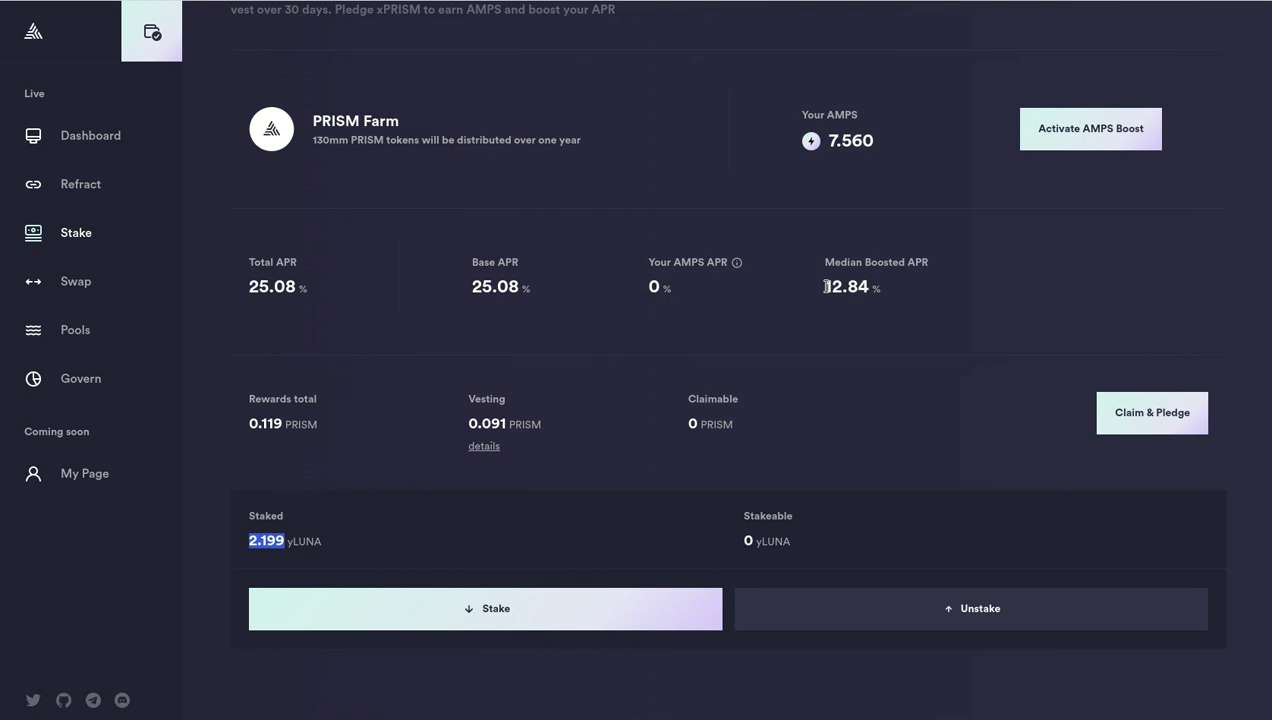 vest over 30 days. Pledge xPRISM to earn AMPS and boost your APR
Live
Dashboard
Refract
Stake
Swap
Pools
Govern
Coming soon
My Page
PRISM Farm
130mm PRISM tokens will be distributed over one year
Your AMPS
7.560
Activate AMPS Boost
Total APR
25.08 %
Base APR
25.08 %
Your AMPS APR
0 %
Median Boosted APR
12.84 %
Rewards total
0.119 PRISM
Vesting
0.091 PRISM
details
Claimable
0 PRISM
Claim & Pledge
Staked
2.199 yLUNA
Stakeable
0 yLUNA
Stake
Unstake